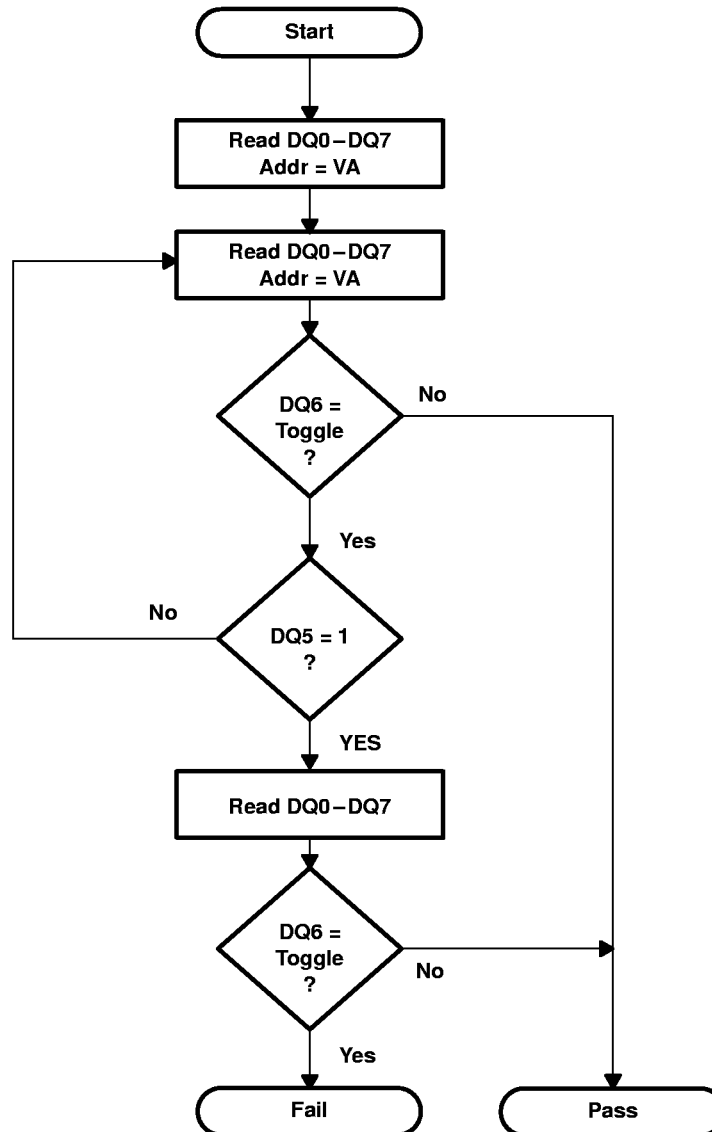 Start
Read DQ0–DQ7
Addr = VA
Read DQ0–DQ7
Addr = VA
DQ6 =
Toggle
?
No
Yes
No
DQ5 = 1
?
YES
Read DQ0–DQ7
DQ6 =
Toggle
?
No
Yes
Fail
Pass